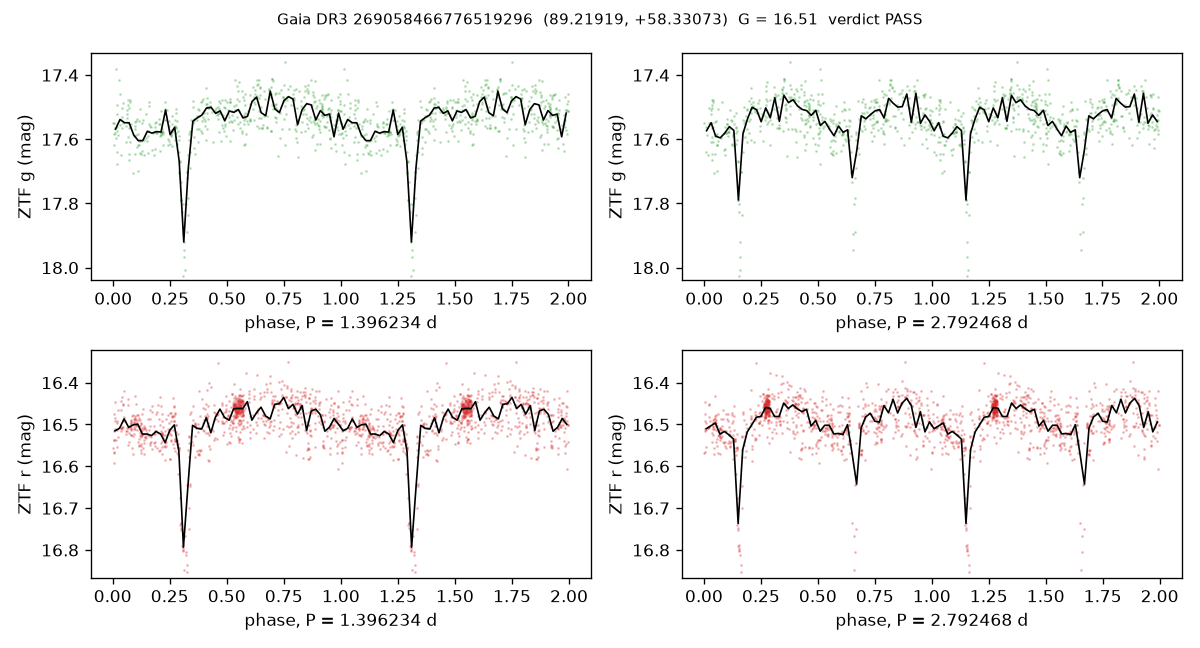 Gaia DR3 269058466776519296  (89.21919, +58.33073)  G = 16.51  verdict PASS
ZTF g (mag)
17.4
17.6
17.8
18.0
0.00 0.25 0.50 0.75 1.00 1.25 1.50 1.75 2.00
phase, P = 1.396234 d
ZTF g (mag)
17.4
17.6
17.8
18.0
0.00 0.25 0.50 0.75 1.00 1.25 1.50 1.75 2.00
phase, P = 2.792468 d
ZTF r (mag)
16.4
16.5
16.6
16.7
16.8
0.00 0.25 0.50 0.75 1.00 1.25 1.50 1.75 2.00
phase, P = 1.396234 d
ZTF r (mag)
16.4
16.5
16.6
16.7
16.8
0.00 0.25 0.50 0.75 1.00 1.25 1.50 1.75 2.00
phase, P = 2.792468 d